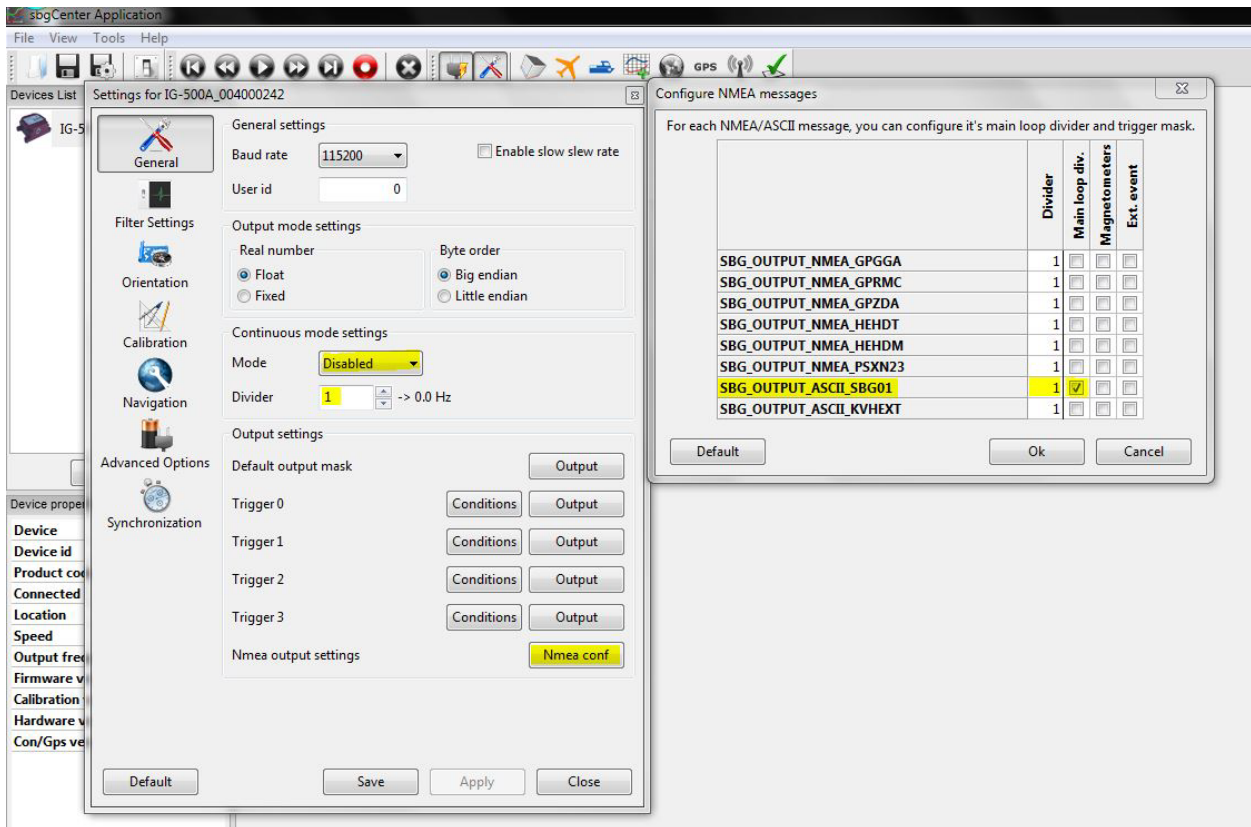 sbgCenter Application
File View Tools Help
GPS
Devices List
IG-5
Settings for IG-500A_004000242
General
Filter Settings
Orientation
Calibration
Navigation
Advanced Options
Synchronization
General settings
Baud rate 115200 Enable slow slew rate
User id 0
Output mode settings
Real number Byte order
Float Big endian
Fixed Little endian
Continuous mode settings
Mode Disabled
Divider 1 -> 0.0 Hz
Output settings
Default output mask Output
Trigger 0 Conditions Output
Trigger 1 Conditions Output
Trigger 2 Conditions Output
Trigger 3 Conditions Output
Nmea output settings Nmea conf
Default Save Apply Close
Configure NMEA messages
For each NMEA/ASCII message, you can configure it's main loop divider and trigger mask.
Divider
Main loop div.
Magnetometers
Ext. event
SBG_OUTPUT_NMEA_GPGGA 1
SBG_OUTPUT_NMEA_GPRMC 1
SBG_OUTPUT_NMEA_GPZDA 1
SBG_OUTPUT_NMEA_HEHDT 1
SBG_OUTPUT_NMEA_HEHDM 1
SBG_OUTPUT_NMEA_PSXN23 1
SBG_OUTPUT_ASCII_SBG01 1
SBG_OUTPUT_ASCII_KVHEXT 1
Default Ok Cancel
Device prope
Device
Device id
Product co
Connected
Location
Speed
Output fre
Firmware v
Calibration
Hardware v
Con/Gps ve